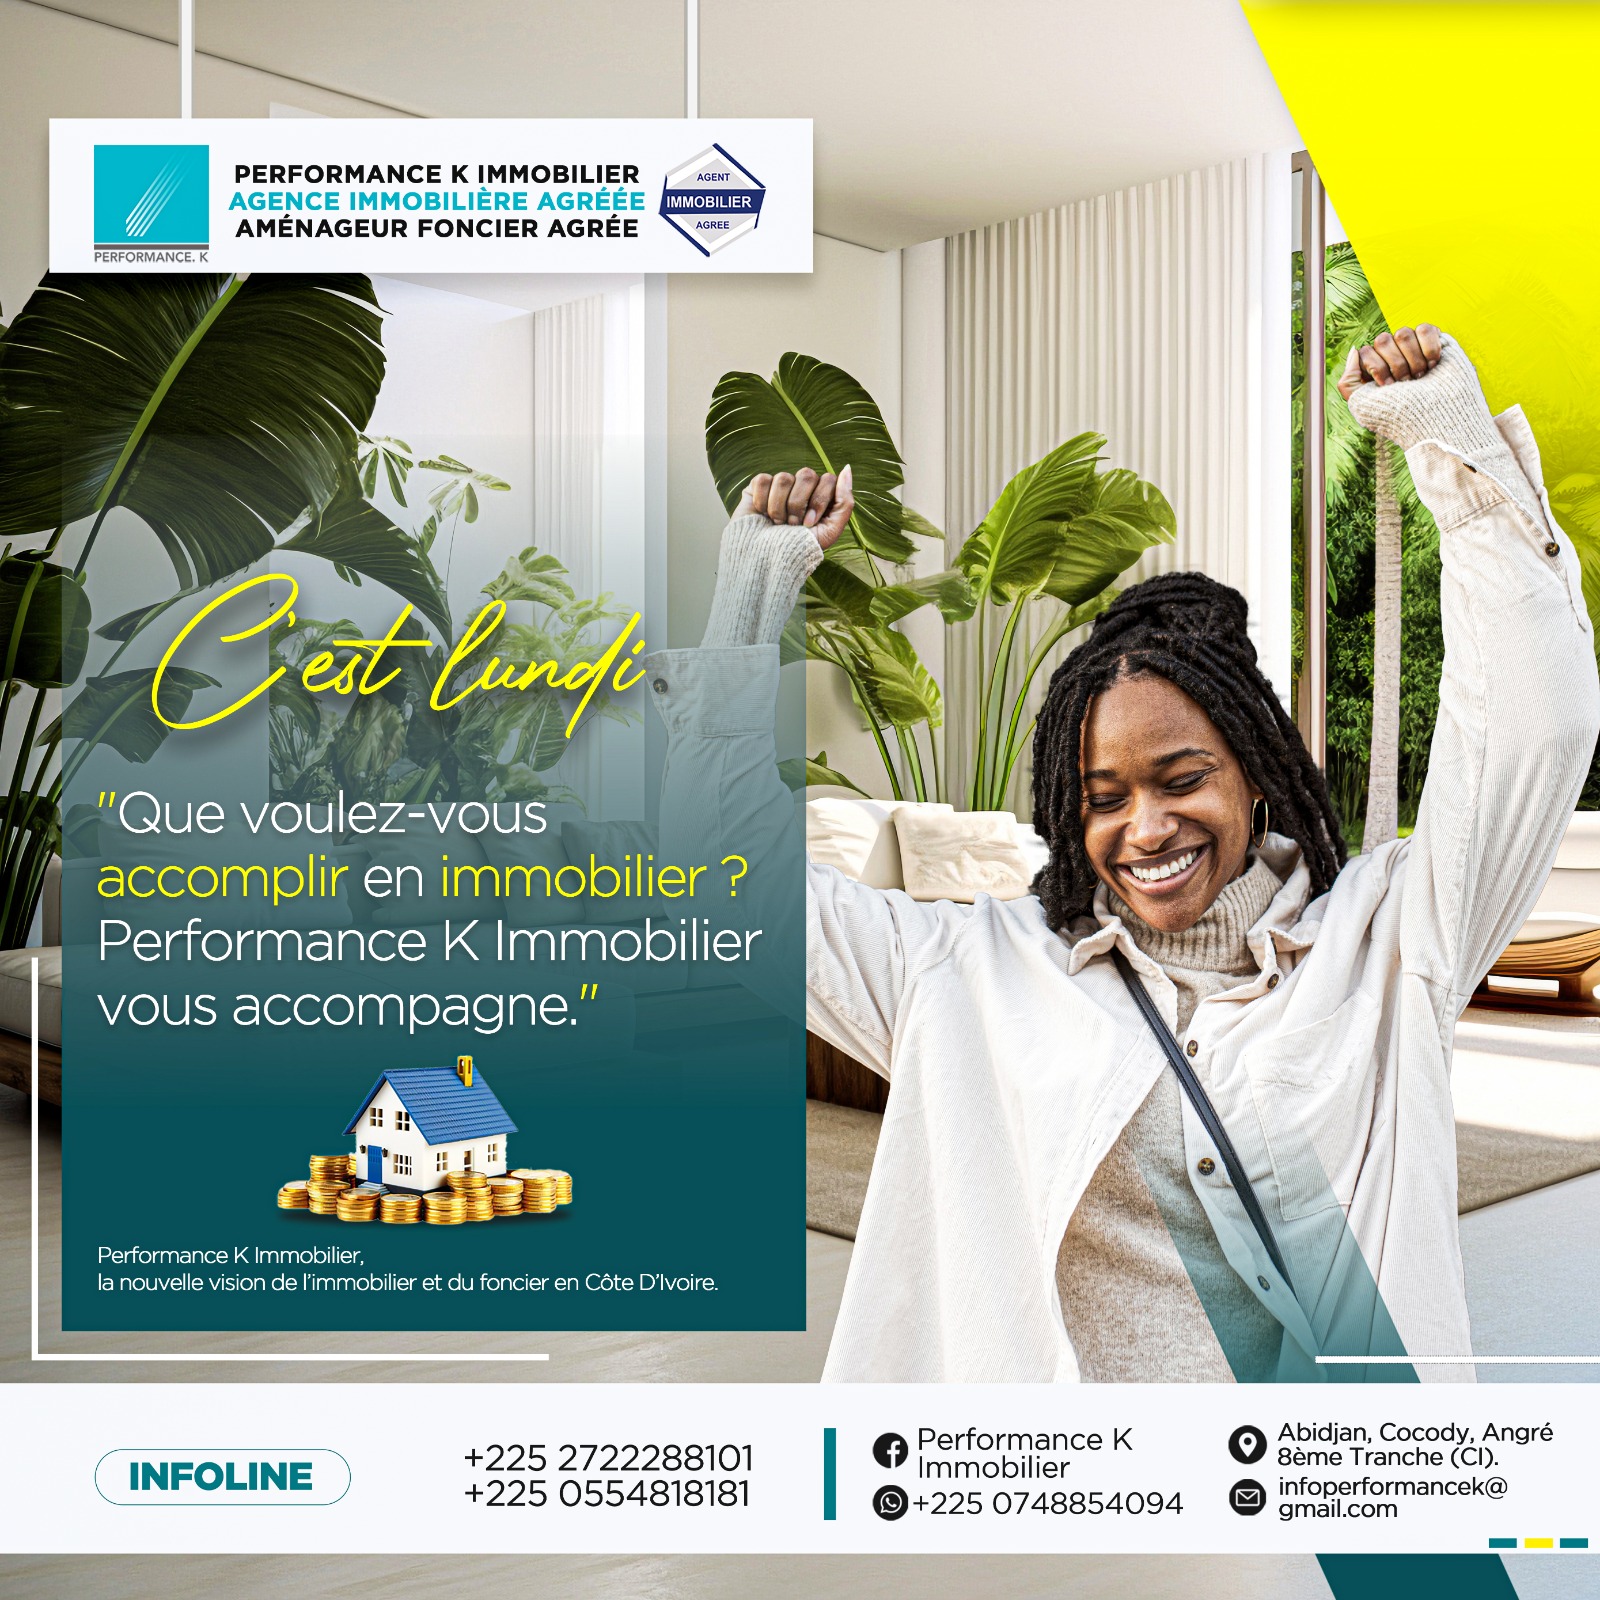 PERFORMANCE K IMMOBILIER
AGENCE IMMOBILIÈRE AGRÉÉE
AMÉNAGEUR FONCIER AGRÉE
PERFORMANCE. K
AGENT
IMMOBILIER
AGREE
C'est lundi
"Que voulez-vous
accomplir en immobilier ?
Performance K Immobilier
vous accompagne."
Performance K Immobilier,
la nouvelle vision de l'immobilier et du foncier en Côte D'Ivoire.
INFOLINE
+225 2722288101
+225 0554818181
Performance K
Immobilier
+225 0748854094
Abidjan, Cocody, Angré
8ème Tranche (CI).
infoperformancek@
gmail.com